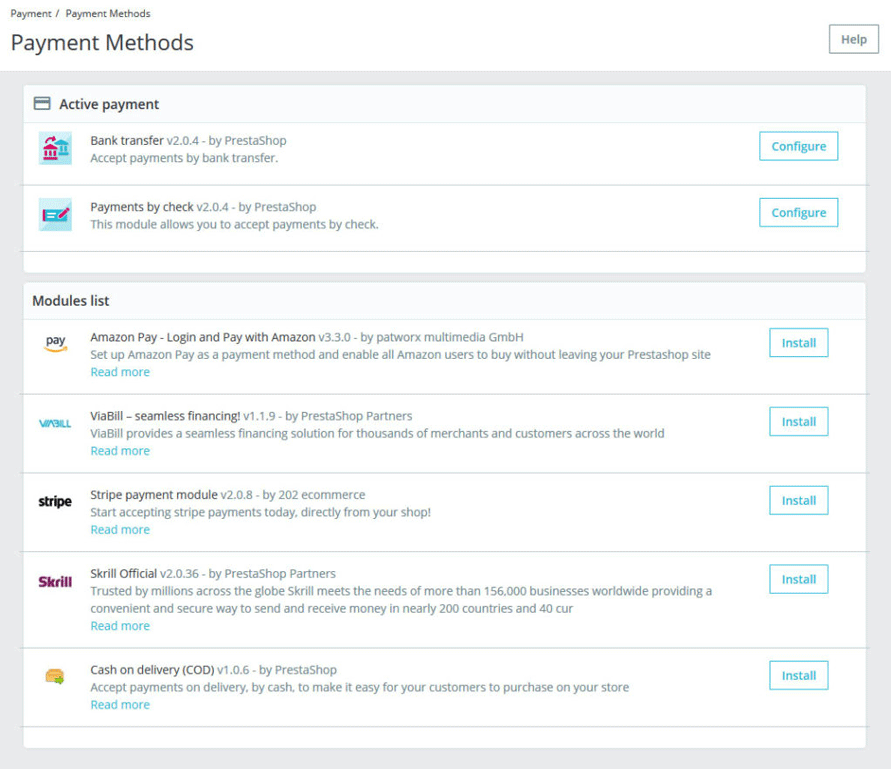 Payment / Payment Methods
Payment Methods
Help
Active payment
Bank transfer v2.0.4 - by PrestaShop
Accept payments by bank transfer.
Configure
Payments by check v2.0.4 - by PrestaShop
This module allows you to accept payments by check.
Configure
Modules list
pay
Amazon Pay - Login and Pay with Amazon v3.3.0 - by patworx multimedia GmbH
Set up Amazon Pay as a payment method and enable all Amazon users to buy without leaving your Prestashop site
Read more
Install
VIABILL
ViaBill – seamless financing! v1.1.9 - by PrestaShop Partners
ViaBill provides a seamless financing solution for thousands of merchants and customers across the world
Read more
Install
stripe
Stripe payment module v2.0.8 - by 202 ecommerce
Start accepting stripe payments today, directly from your shop!
Read more
Install
Skrill
Skrill Official v2.0.36 - by PrestaShop Partners
Trusted by millions across the globe Skrill meets the needs of more than 156,000 businesses worldwide providing a
convenient and secure way to send and receive money in nearly 200 countries and 40 cur
Read more
Install
Cash on delivery (COD) v1.0.6 - by PrestaShop
Accept payments on delivery, by cash, to make it easy for your customers to purchase on your store
Read more
Install